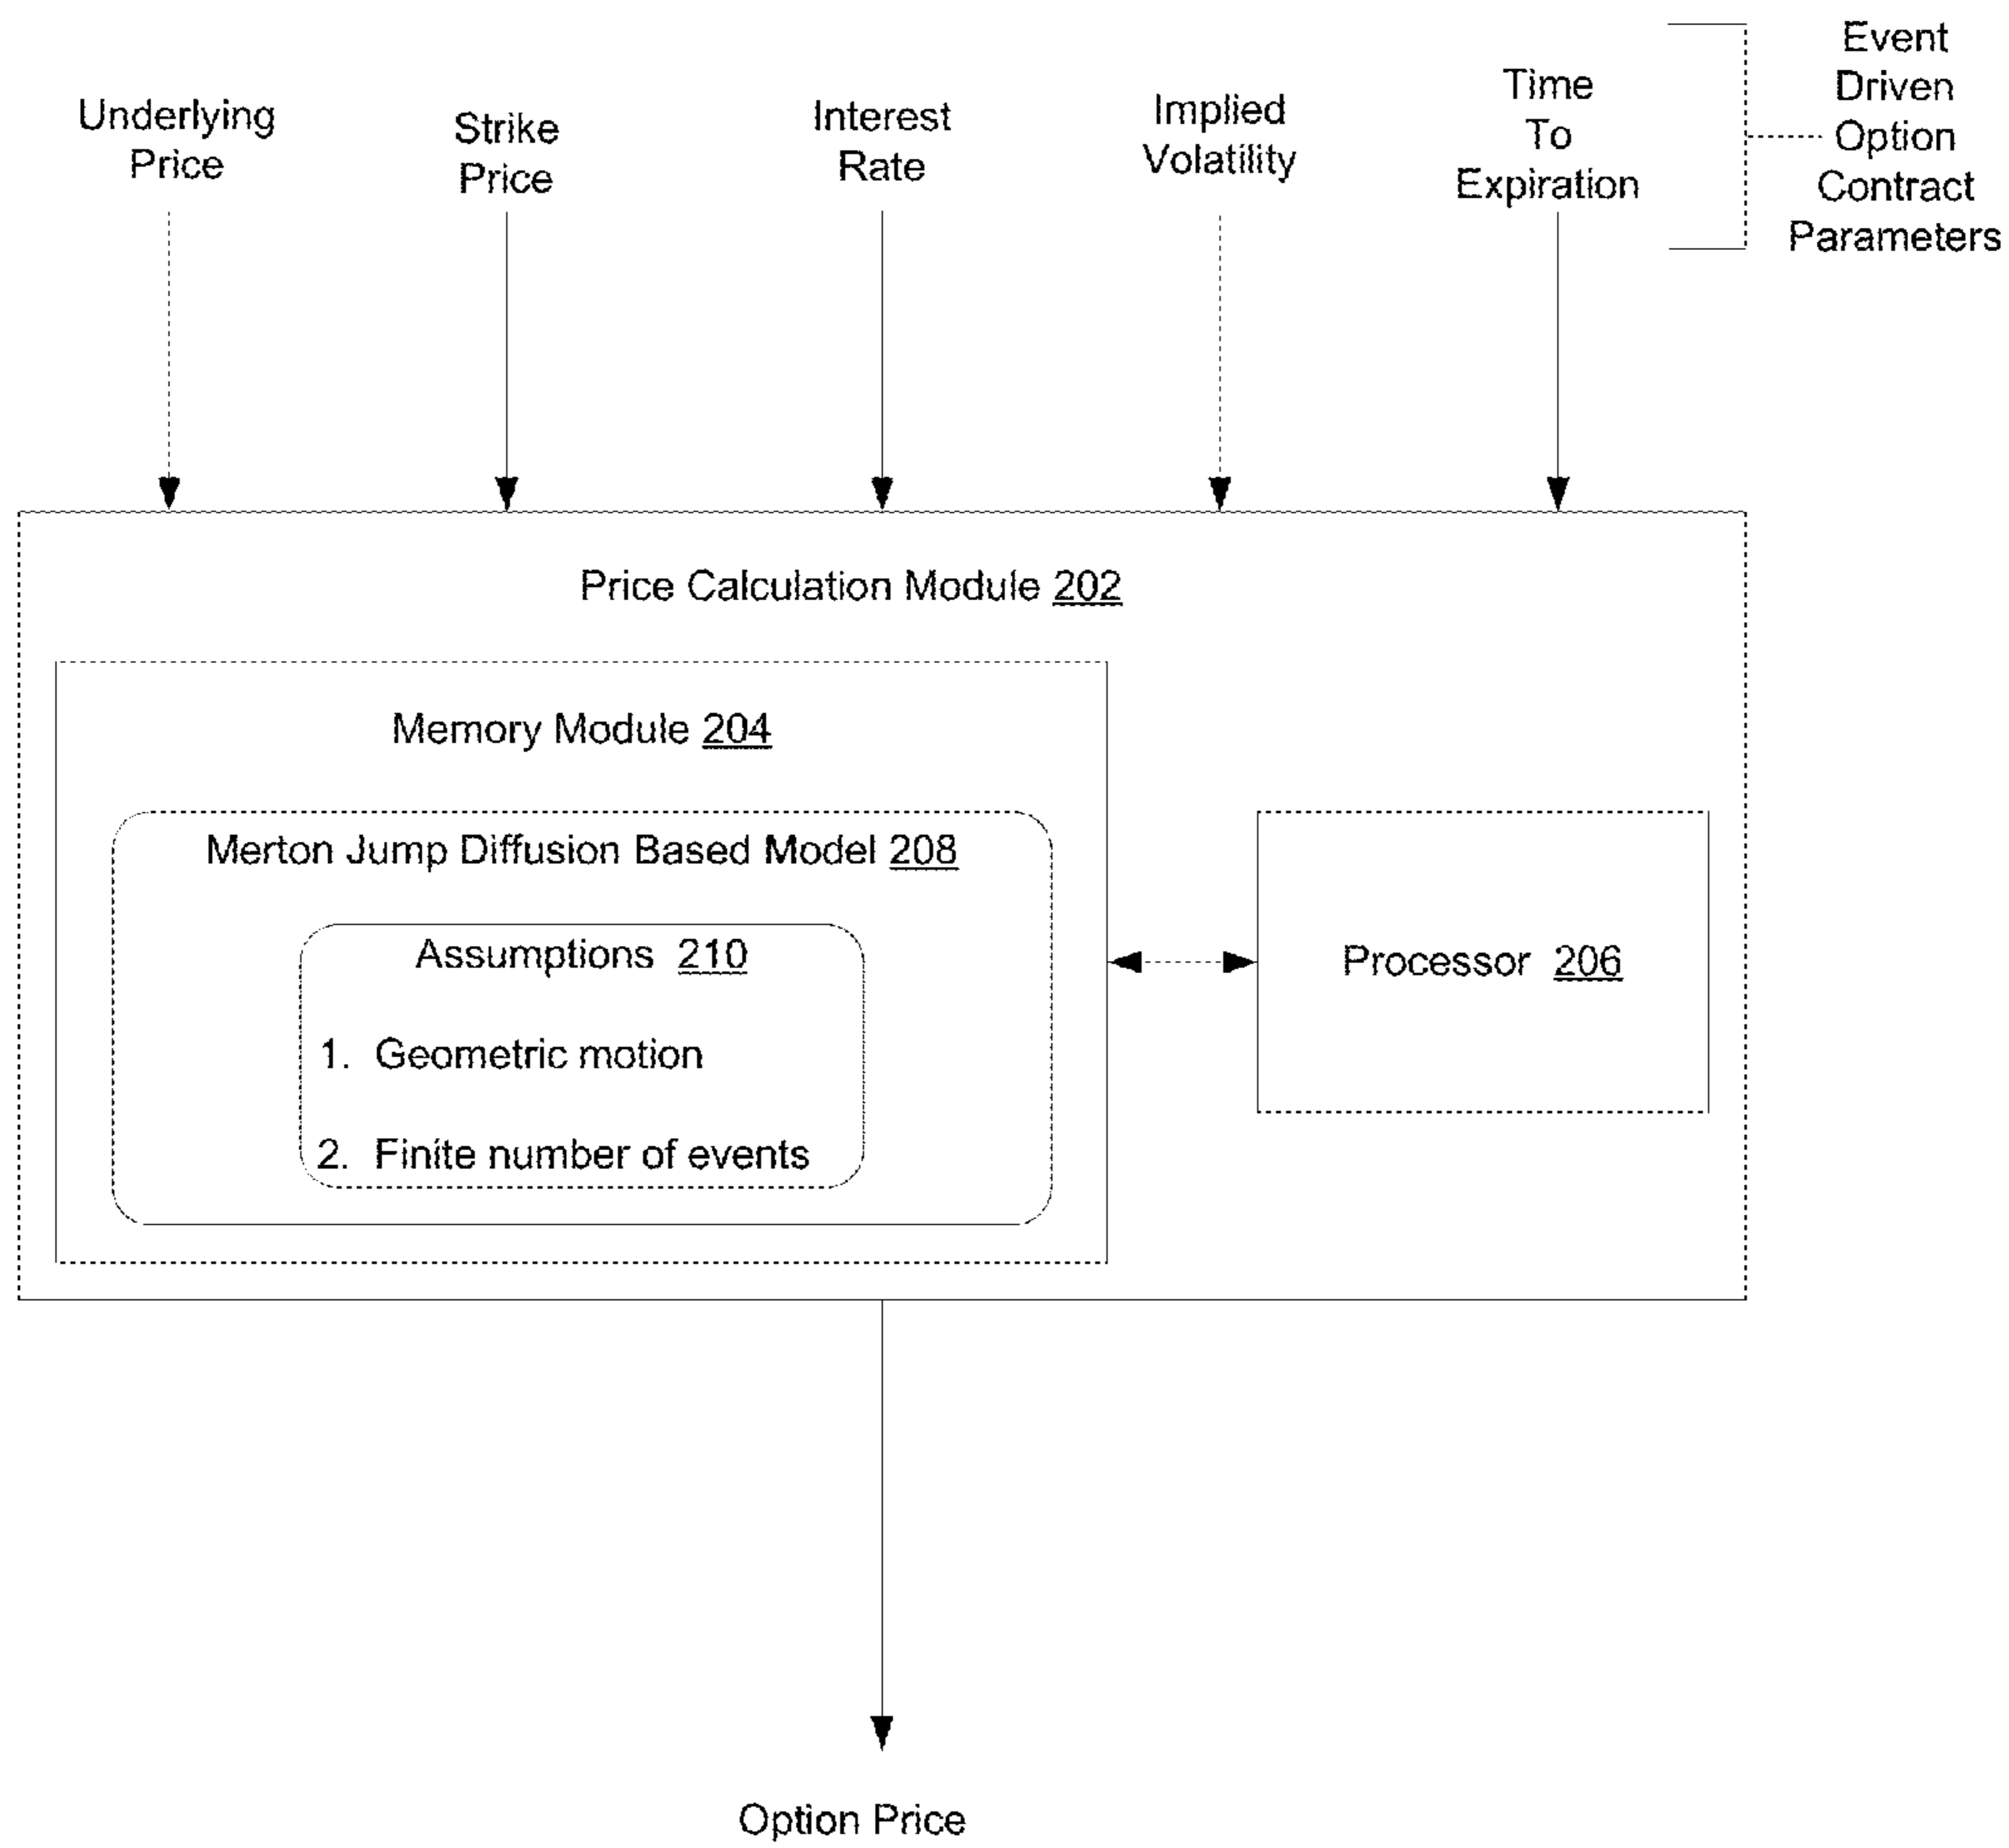 Underlying
Price
Strike
Price
Interest
Rate
Implied
Volatility
Time
To
Expiration
Event
Driven
Option
Contract
Parameters
Price Calculation Module 202
Memory Module 204
Merton Jump Diffusion Based Model 208
Assumptions 210
1. Geometric motion
2. Finite number of events
Processor 206
Option Price